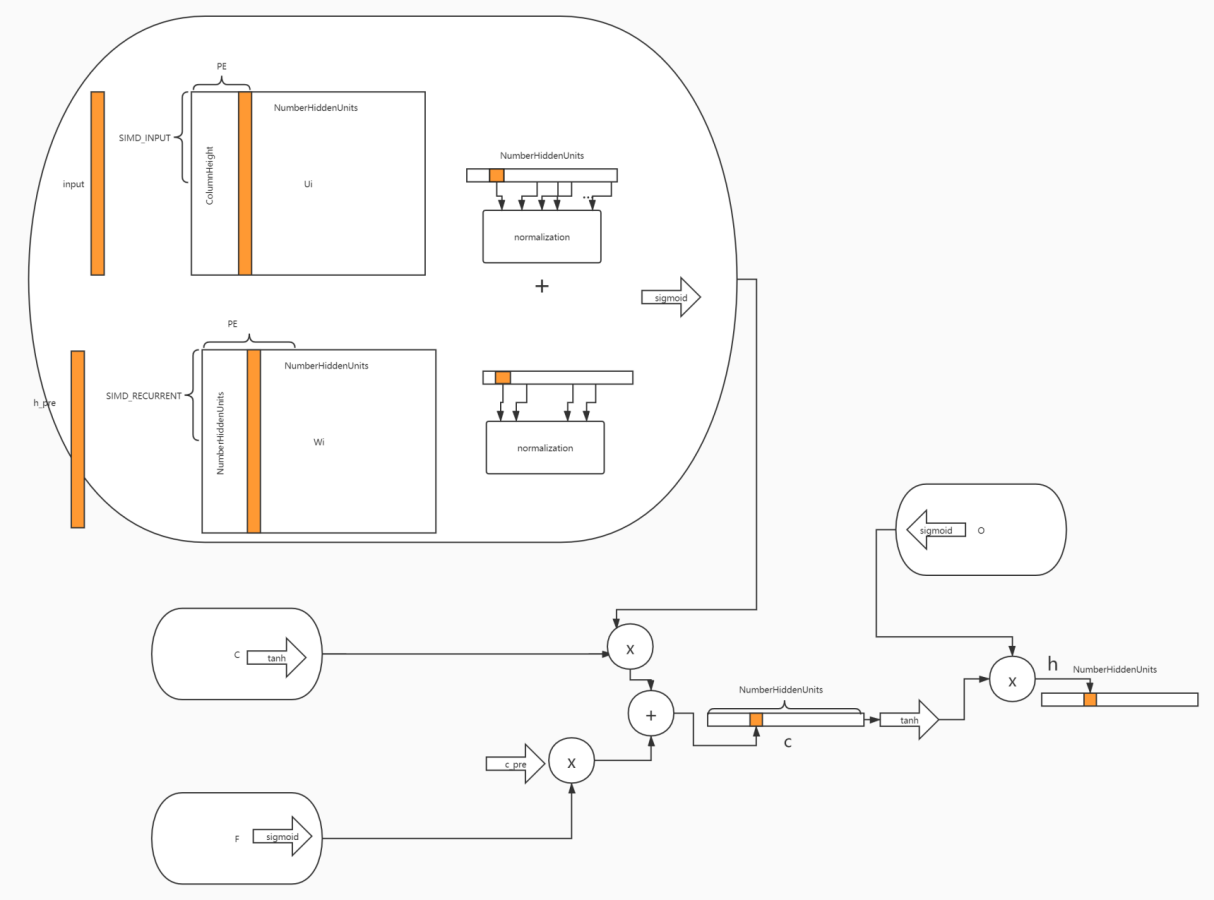 PE
NumberHiddenUnits
SIMD_INPUT
input
ColumnHeight
Ui
NumberHiddenUnits
...
normalization
+
sigmoid
PE
NumberHiddenUnits
SIMD_RECURRENT
h_pre
NumberHiddenUnits
Wi
normalization
sigmoid
O
C
tanh
x
x
h
NumberHiddenUnits
NumberHiddenUnits
+
tanh
c
c_pre
x
F
sigmoid